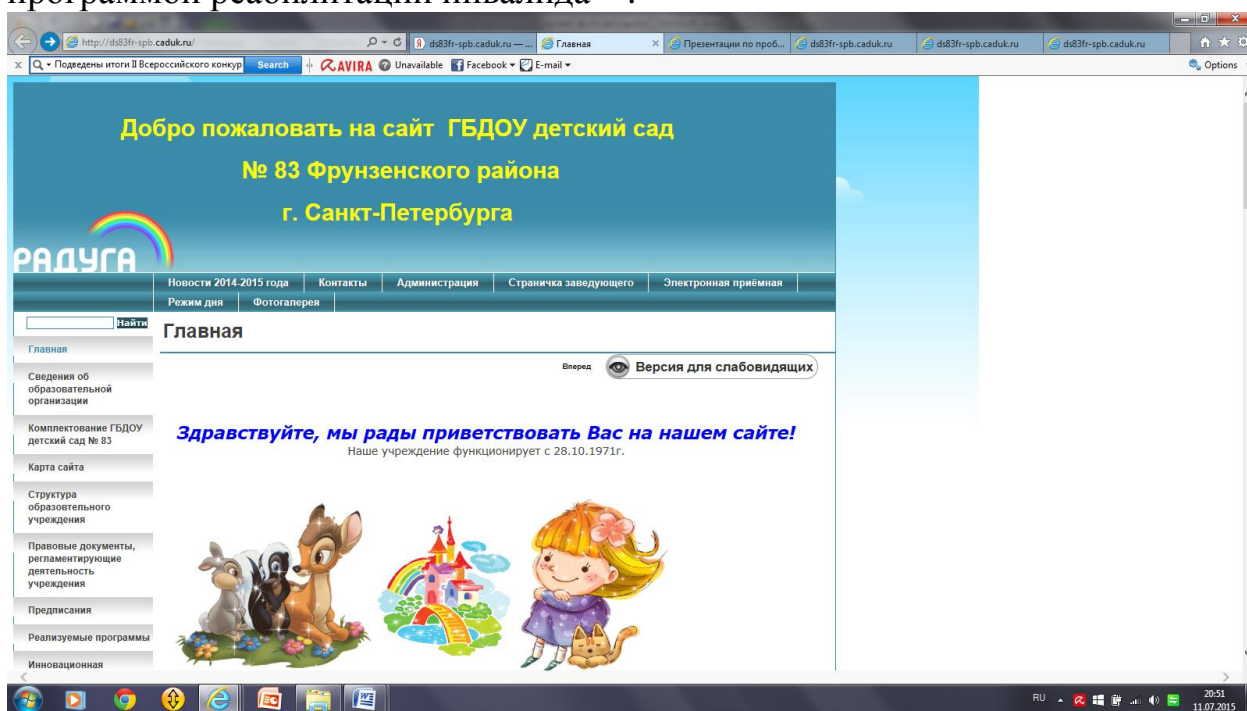 программой реабилитации инвалида
http://ds83fr-spb.caduk.ru/
ds83fr-spb.caduk.ru — ...
Главная
Презентации по проб...
ds83fr-spb.caduk.ru
ds83fr-spb.caduk.ru
ds83fr-spb.caduk.ru
Подведены итоги II Всероссийского конкур Search AVIRA Unavailable Facebook E-mail Options
Добро пожаловать на сайт ГБДОУ детский сад
№ 83 Фрунзенского района
г. Санкт-Петербурга
РАДУГА
Новости 2014-2015 года Контакты Администрация Страничка заведующего Электронная приёмная
Режим дня Фотогалерея
Найти
Главная
Сведения об
образовательной
организации
Комплектование ГБДОУ
детский сад № 83
Карта сайта
Структура
образовтельного
учреждения
Правовые документы,
регламентирующие
деятельность
учреждения
Предписания
Реализуемые программы
Инновационная
Главная
Вперед Версия для слабовидящих
Здравствуйте, мы рады приветствовать Вас на нашем сайте!
Наше учреждение функционирует с 28.10.1971г.
RU 20:51
11.07.2015